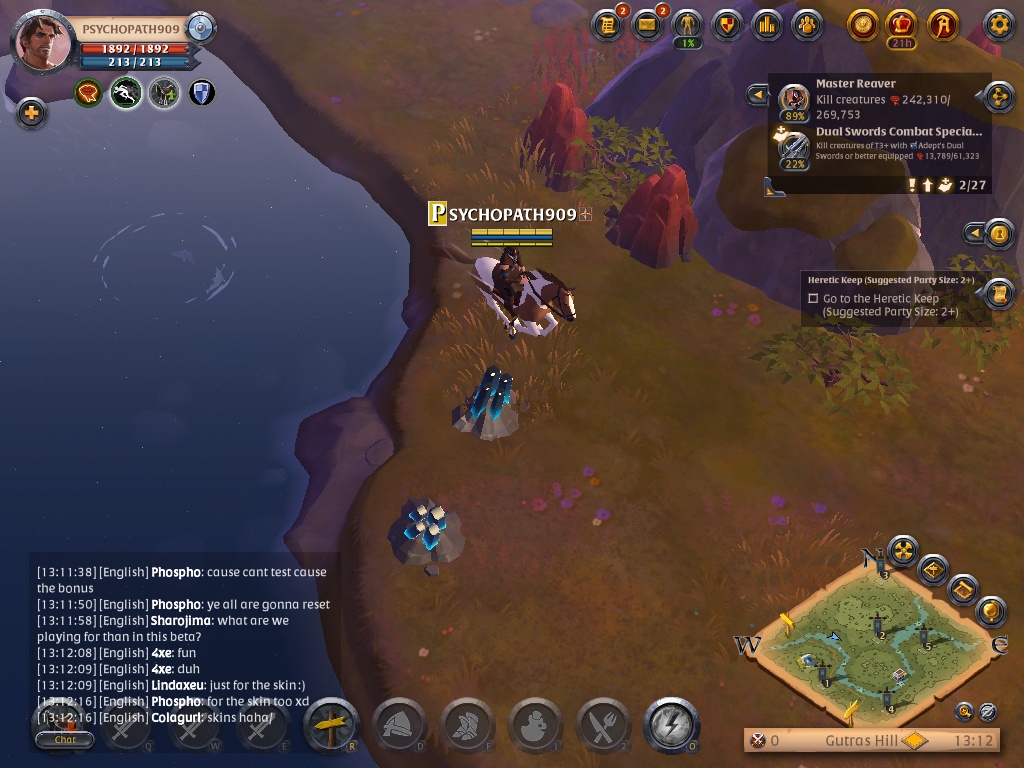 PSYCHOPATH909
1892 / 1892
213 / 213
2
2
1%
21h
Master Reaver
Kill creatures 242,310/
269,753
89%
Dual Swords Combat Specia...
Kill creatures of T3+ with Adept's Dual
Swords or better equipped 13,789/61,323
22%
2/27
PSYCHOPATH909
Heretic Keep (Suggested Party Size: 2+)
Go to the Heretic Keep
(Suggested Party Size: 2+)
[13:11:38] [English] Phospho: cause cant test cause
the bonus
[13:11:50] [English] Phospho: ye all are gonna reset
[13:11:58] [English] Sharojima: what are we
playing for than in this beta?
[13:12:08] [English] 4xe: fun
[13:12:09] [English] 4xe: duh
[13:12:09] [English] Lindaxeu: just for the skin:)
[13:12:16] [English] Phospho: for the skin too xd
[13:12:16] [English] Colagurl: skins haha/
Chat
Q
W
E
R
D
F
1
2
O
N
W
E
3
2
5
1
4
0
Gutras Hill
13:12